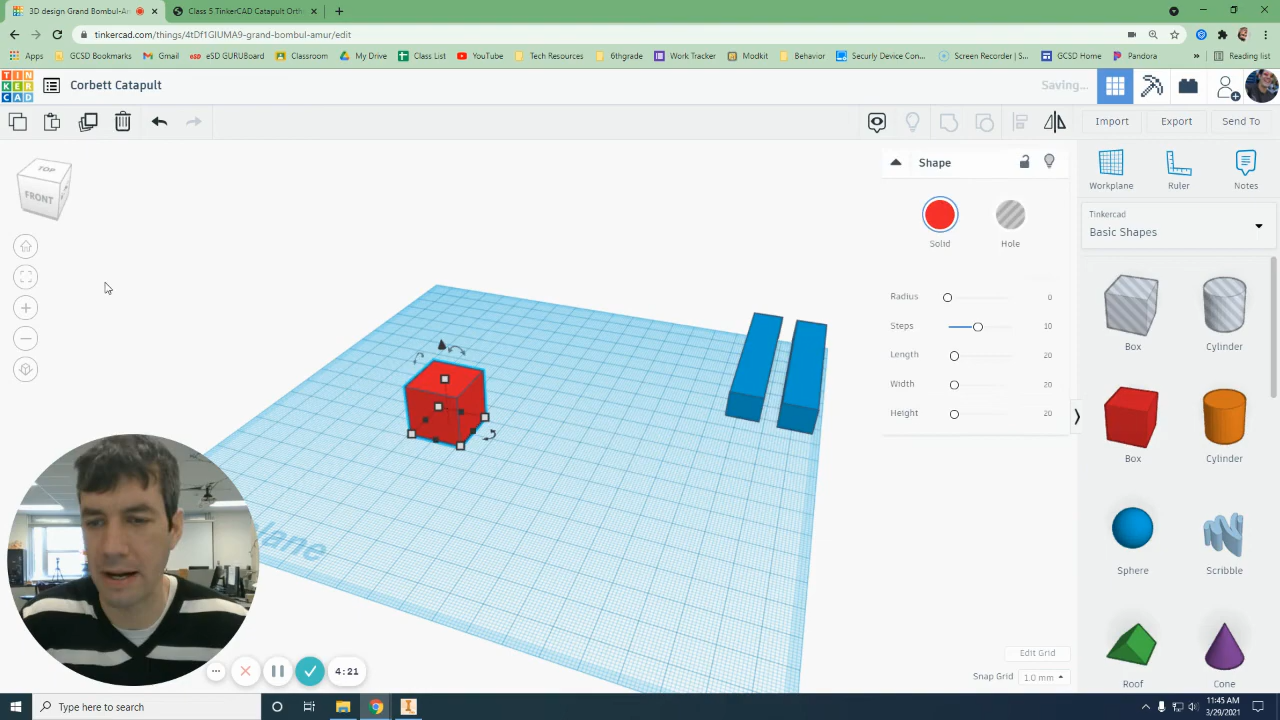 3D design Grand Bombul-Amur
Class 5 TinkerCad Catapult Orth
tinkercad.com/things/4tDf1GIUMA9-grand-bombul-amur/edit
Apps GCSD Bookmarks Gmail eSD GURUBoard Classroom My Drive Class List YouTube Tech Resources 6thgrade Work Tracker Modkit Behavior Securly Device Con... Screen Recorder | S... GCSD Home Pandora » Reading list
TIN
KER
CAD
Corbett Catapult
Saving...
Import Export Send To
TOP
FRONT
Shape
Solid Hole
Radius 0
Steps 10
Length 20
Width 20
Height 20
Workplane Ruler Notes
Tinkercad
Basic Shapes
Box Cylinder
Box Cylinder
Sphere Scribble
Roof Cone
lane
Edit Grid
Snap Grid 1.0 mm
4:21
Type here to search
11:45 AM
3/29/2021